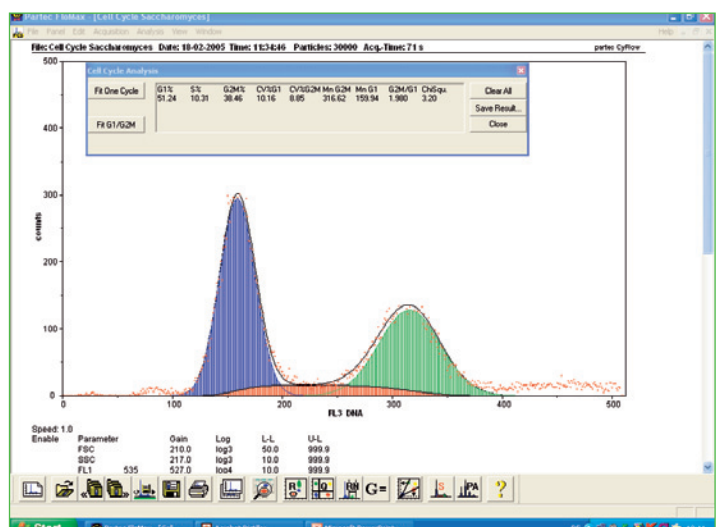 Partec FloMax - [Cell Cycle Saccharomyces]
File Panel Edit Acquisition Analysis View Window Help
File: Cell Cycle Saccharomyces Date: 18-02-2005 Time: 11:34:46 Particles: 30000 Acq.-Time: 71 s partec CyFlow
Cell Cycle Analysis
Fit One Cycle G1% S% G2M% CV%G1 CV%G2M Mn G2M Mn G1 G2M/G1 ChiSqu. Clear All
51.24 10.31 38.46 10.16 8.85 316.62 159.94 1.980 3.20
Save Result...
Fit G1/G2M Close
500
400
300
200
100
0
counts
0 100 200 300 400 500
FL3 DNA
Speed: 1.0
Enable Parameter Gain Log L-L U-L
FSC 210.0 log3 50.0 999.9
SSC 217.0 log3 10.0 999.9
FL1 535 527.0 log4 10.0 999.9
R Q RN G= S PA ?
Start